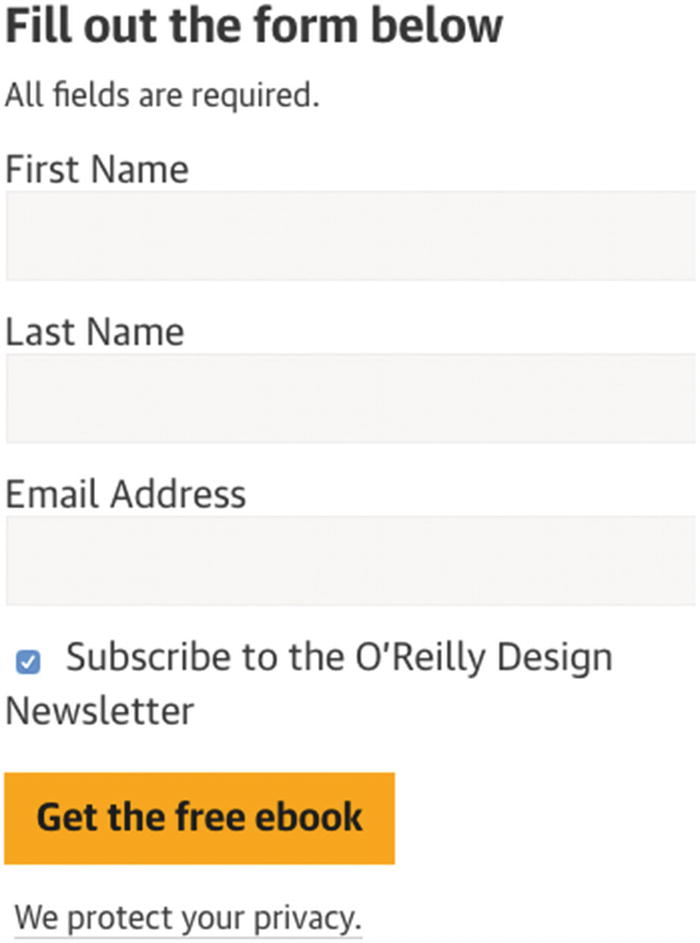 Fill out the form below
All fields are required.
First Name
Last Name
Email Address
Subscribe to the O'Reilly Design
Newsletter
Get the free ebook
We protect your privacy.